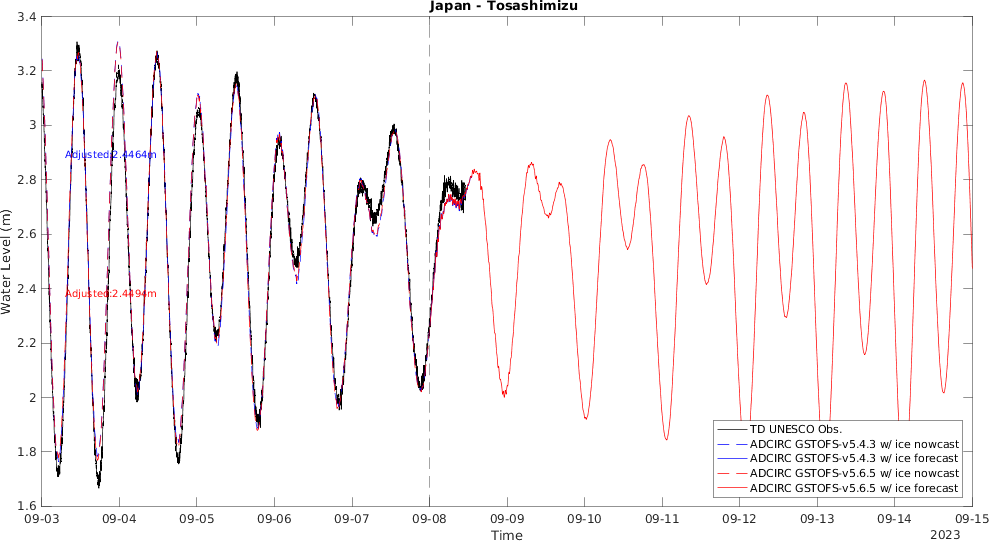 Japan - Tosashimizu
3.4
3.2
3
2.8
2.6
2.4
2.2
2
1.8
1.6
Water Level (m)
Adjusted:2.4464m
Adjusted:2.4494m
TD UNESCO Obs.
ADCIRC GSTOFS-v5.4.3 w/ ice nowcast
ADCIRC GSTOFS-v5.4.3 w/ ice forecast
ADCIRC GSTOFS-v5.6.5 w/ ice nowcast
ADCIRC GSTOFS-v5.6.5 w/ ice forecast
09-03 09-04 09-05 09-06 09-07 09-08 09-09 09-10 09-11 09-12 09-13 09-14 09-15
Time
2023